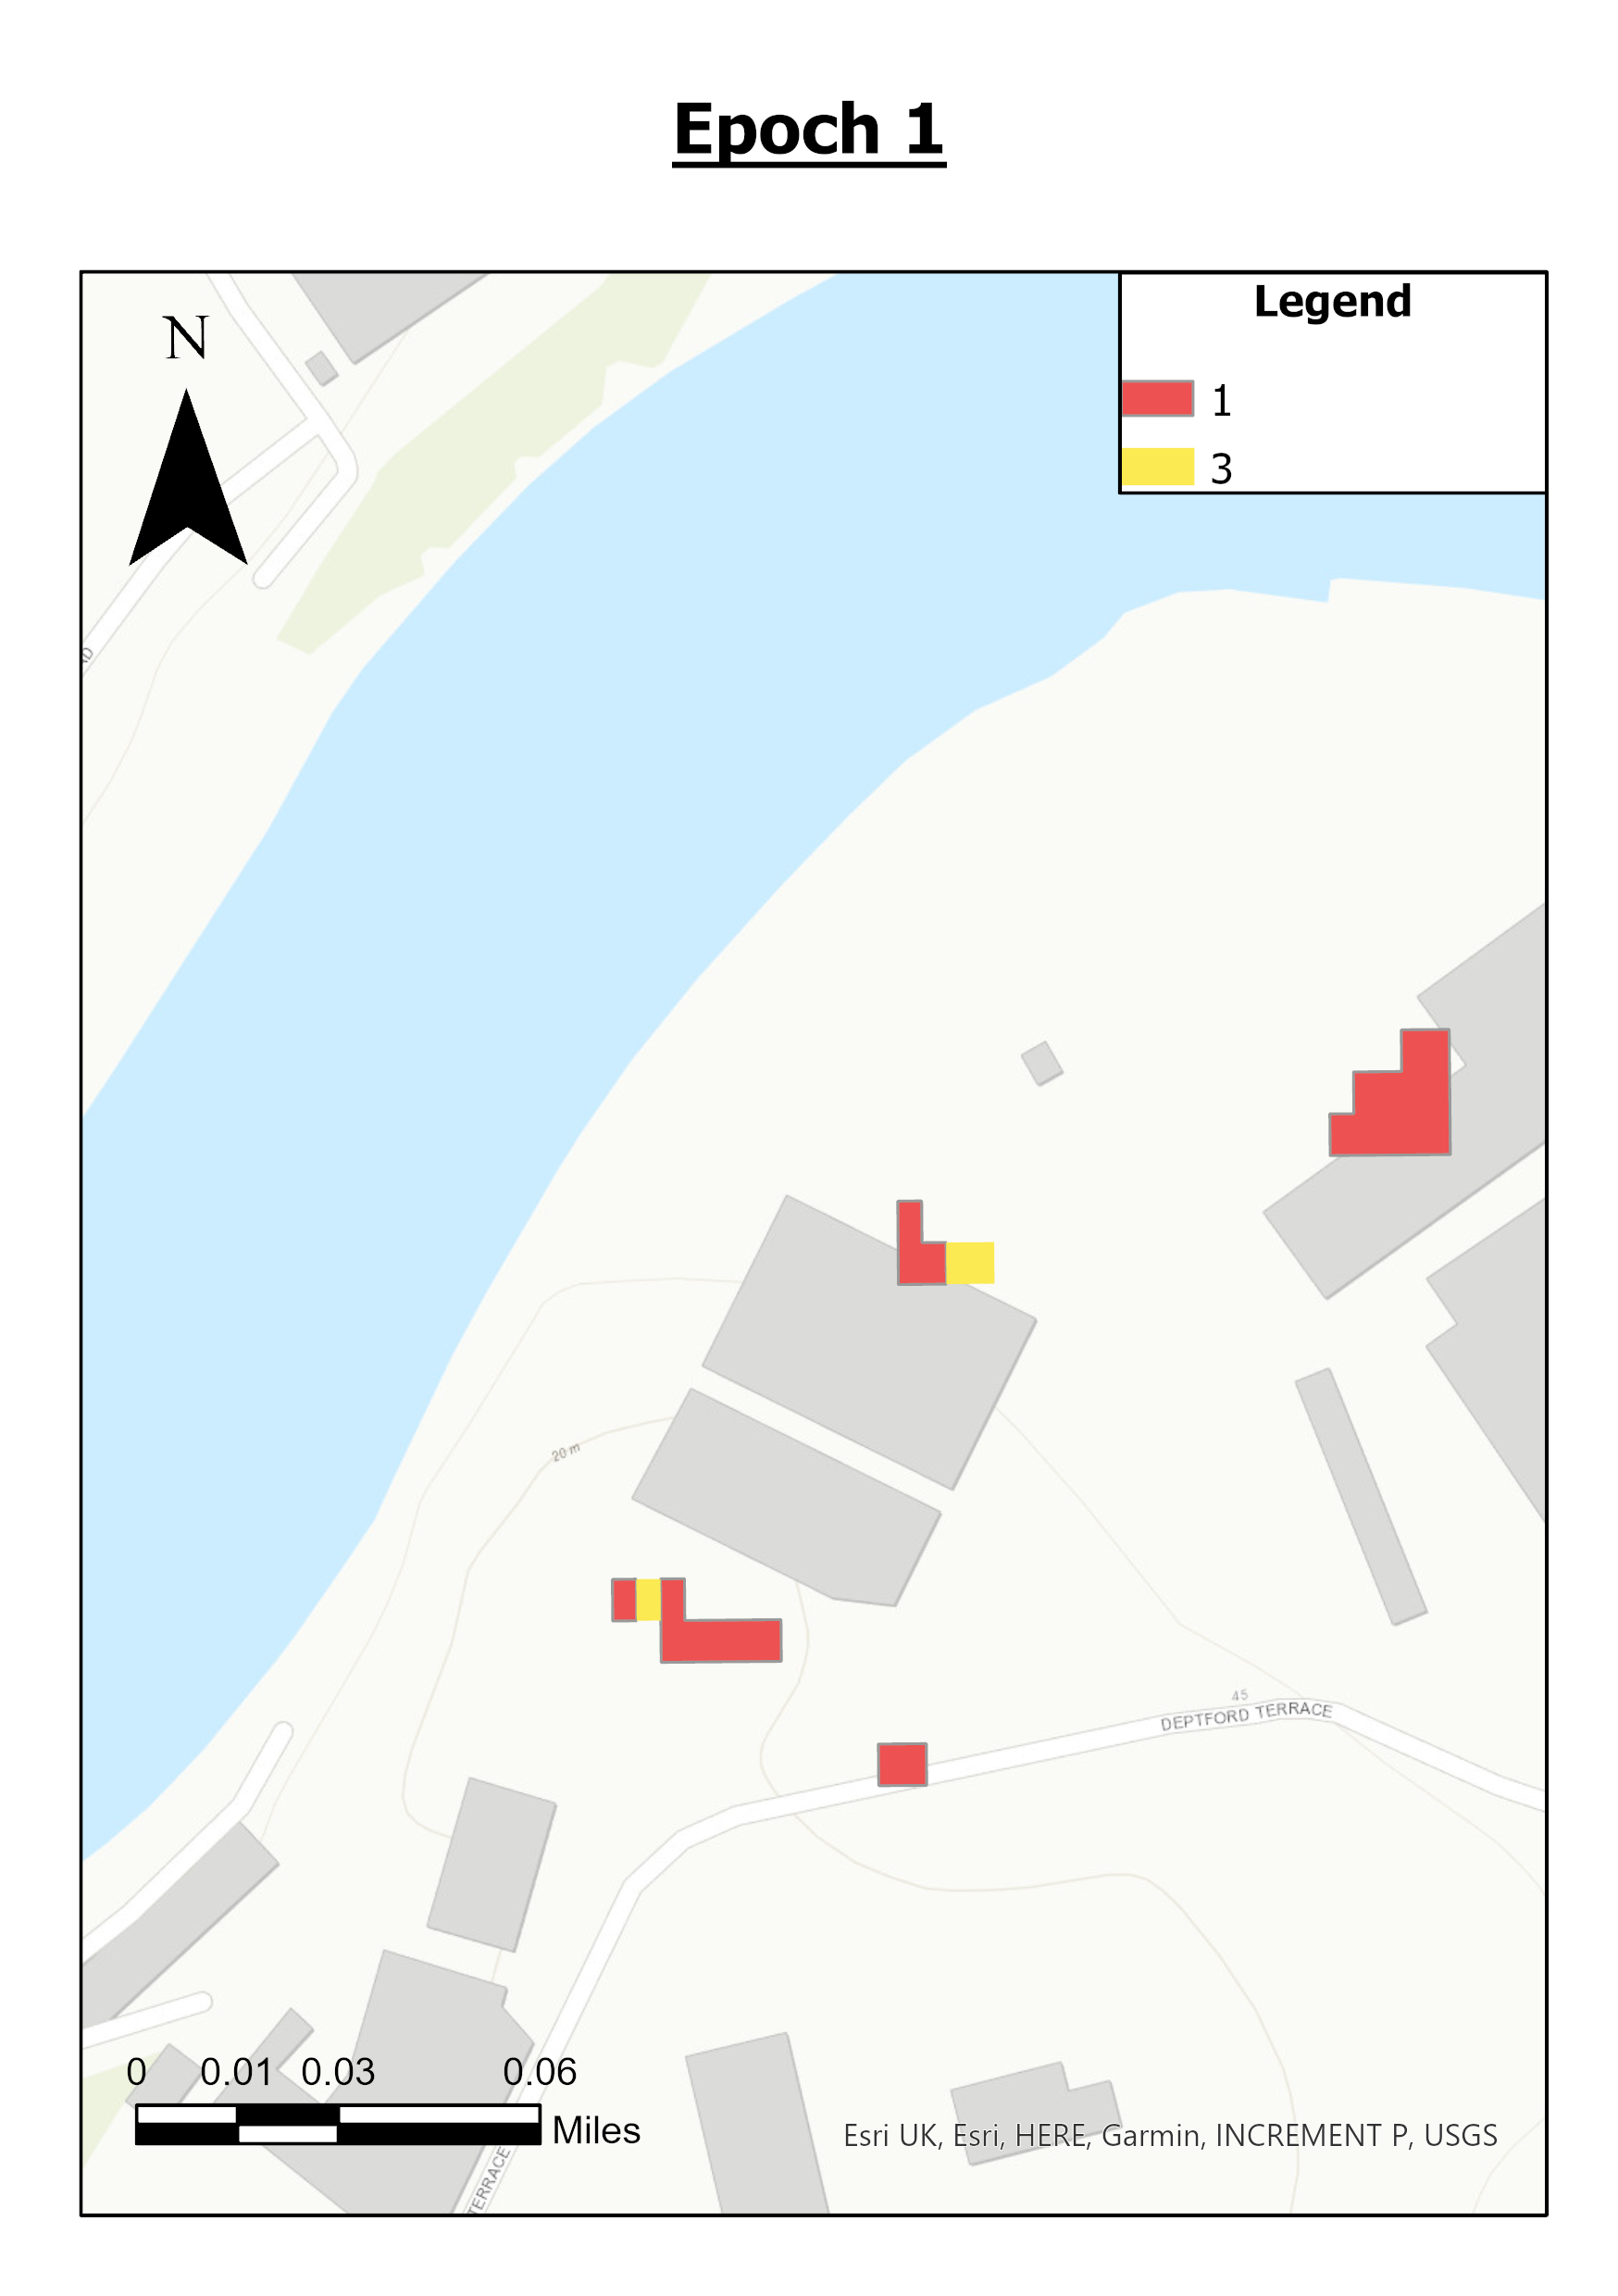 Epoch 1
Legend
N
1
3
20 m
45
DEPTFORD TERRACE
0 0.01 0.03 0.06
Miles
Esri UK, Esri, HERE, Garmin, INCREMENT P, USGS
TERRACE